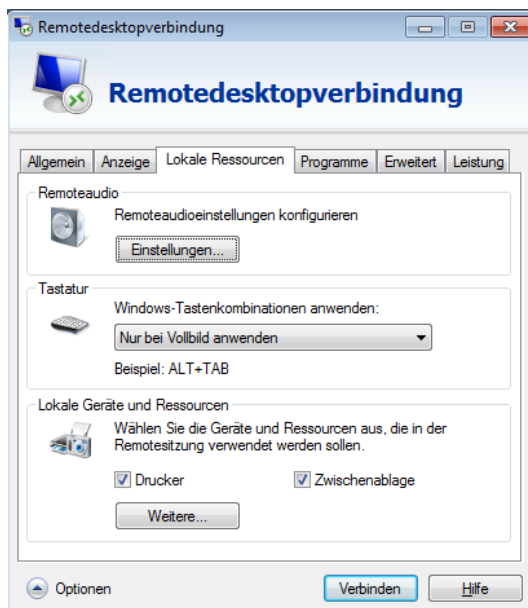 Remotedesktopverbindung
Remotedesktopverbindung
Allgemein Anzeige Lokale Ressourcen Programme Erweitert Leistung
Remoteaudio
Remoteaudioeinstellungen konfigurieren
Einstellungen...
Tastatur
Windows-Tastenkombinationen anwenden:
Nur bei Vollbild anwenden
Beispiel: ALT+TAB
Lokale Geräte und Ressourcen
Wählen Sie die Geräte und Ressourcen aus, die in der
Remotesitzung verwendet werden sollen.
Drucker Zwischenablage
Weitere...
Optionen Verbinden Hilfe